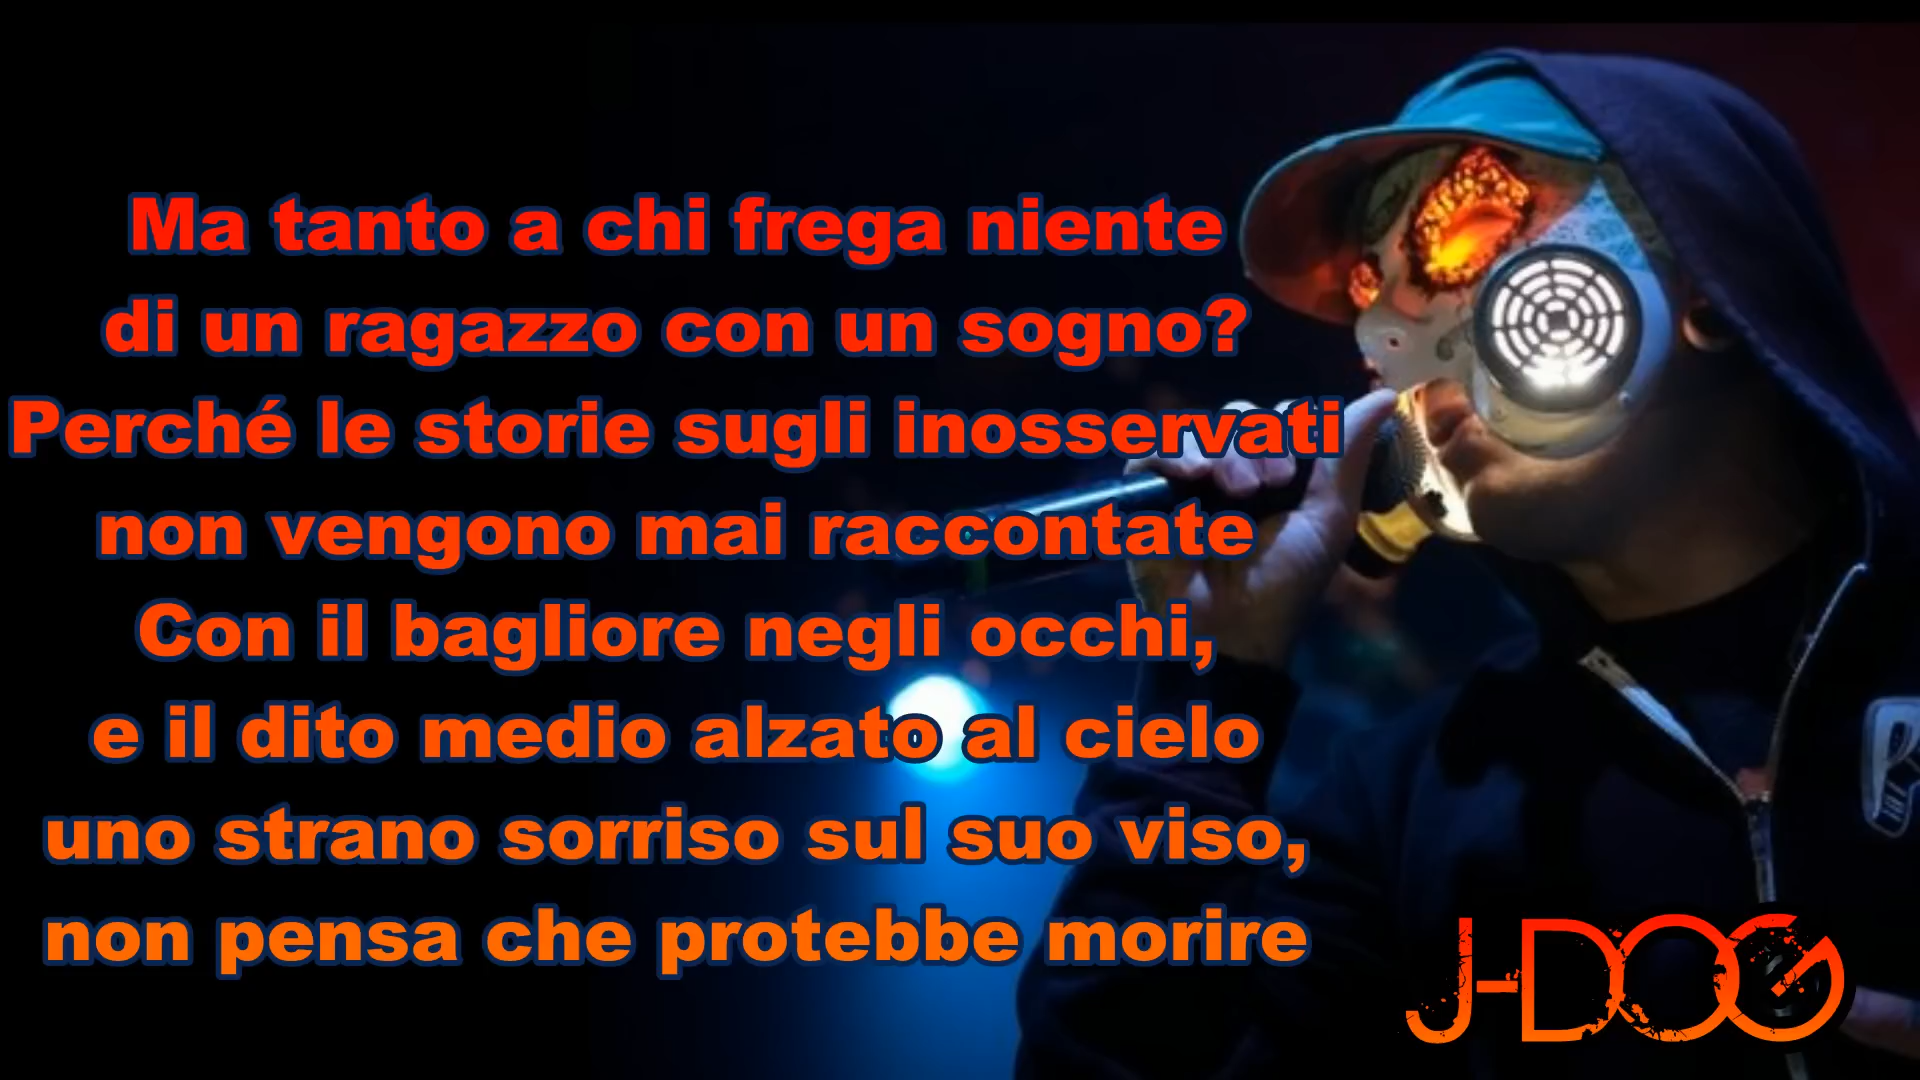 Ma tanto a chi frega niente
di un ragazzo con un sogno?
Perché le storie sugli inosservati
non vengono mai raccontate
Con il bagliore negli occhi,
e il dito medio alzato al cielo
uno strano sorriso sul suo viso,
non pensa che protebbe morire
J-DOG